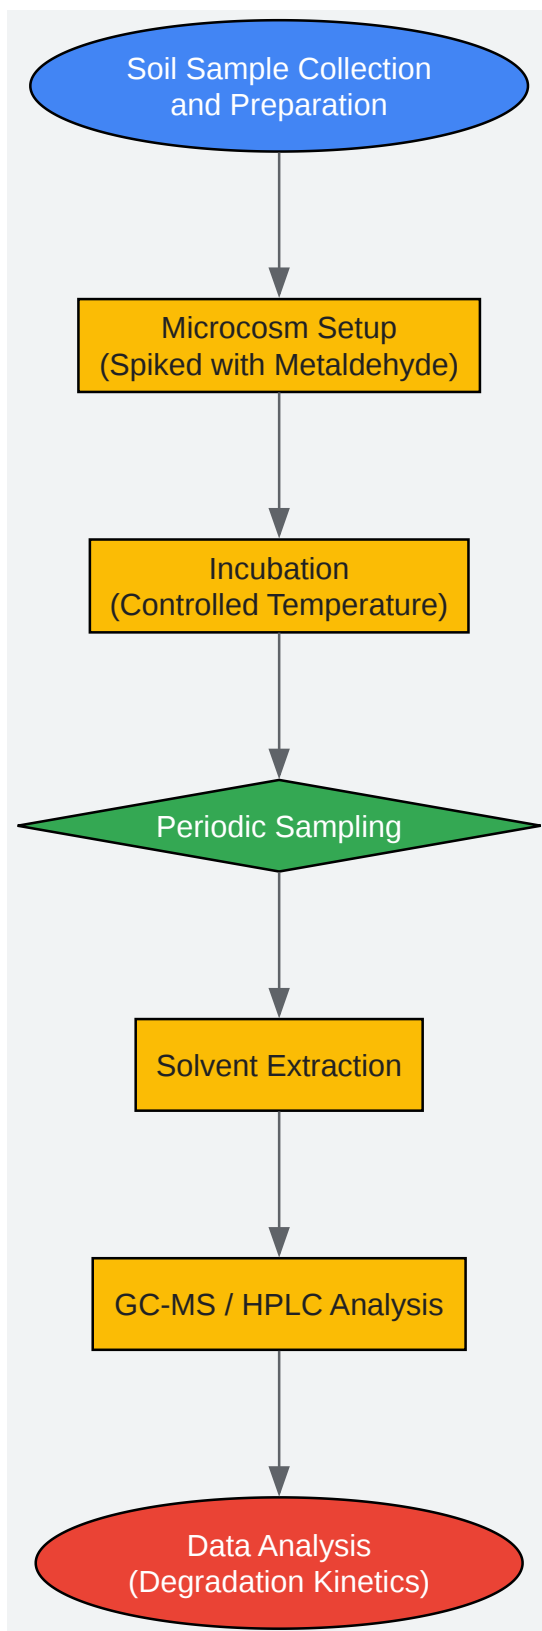 Soil Sample Collection
and Preparation
Microcosm Setup
(Spiked with Metaldehyde)
Incubation
(Controlled Temperature)
Periodic Sampling
Solvent Extraction
GC-MS / HPLC Analysis
Data Analysis
(Degradation Kinetics)